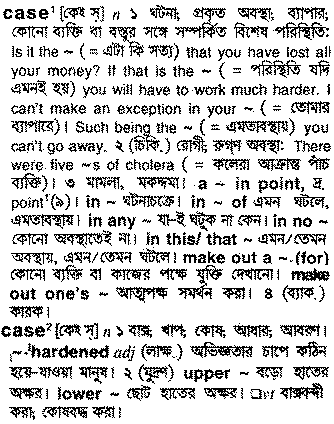 case¹ [কেই স্] n ১ ঘটনা; প্রকৃত অবস্থা; ব্যাপার;
কোনো ব্যক্তি বা বস্তুর সঙ্গে সম্পর্কিত বিশেষ পরিস্থিতি:
Is it the ~ (= এটা কি সত্য) that you have lost all
your money? If that is the ~ (= পরিস্থিতি যদি
এমনই হয়) you will have to work much harder. I
can't make an exception in your ~ (= তোমার
ব্যাপারে)। Such being the ~ (= এমতাবস্থায়) you
can't go away. ২ (চিকি.) রোগী; রুগ্‌ণ অবস্থা: There
were five ~s of cholera (= কলেরা আক্রান্ত পাঁচ
ব্যক্তি)। ৩ মামলা, মকদ্দমা। a ~ in point, দ্র.
point¹(৯)। in ~ ঘটনাচক্রে। in ~ of এমন ঘটলে,
এমতাবস্থায়। in any ~ যা-ই ঘটুক না কেন। in no ~
কোনো অবস্থাতেই না। in this/ that ~ এমন/তেমন
অবস্থায়, এমন/তেমন ঘটলে। make out a ~ (for)
কোনো ব্যক্তি বা কাজের পক্ষে যুক্তি দেখানো। make
out one's ~ আত্মপক্ষ সমর্থন করা। ৪ (ব্যাক.)
কারক।
case² [কেই স্] n ১ বাক্স; খাপ; কোষ; আধার; আবরণ।
~-hardened adj (লাক্ষ.) অভিজ্ঞতার চাপে কঠিন
হয়ে-যাওয়া মানুষ। ২ (মুদ্রণ) upper ~ বড়ো হাতের
অক্ষর। lower ~ ছোট হাতের অক্ষর। □vt বাক্সবন্দী
করা; কোষবদ্ধ করা।